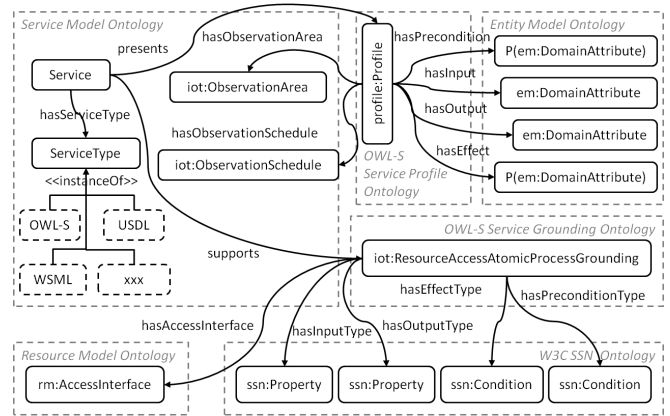 Service Model Ontology
Entity Model Ontology
presents
hasObservationArea
hasPrecondition
P(em:DomainAttribute)
Service
iot:ObservationArea
profile:Profile
hasInput
em:DomainAttribute
hasServiceType
hasOutput
em:DomainAttribute
hasObservationSchedule
ServiceType
iot:ObservationSchedule
hasEffect
P(em:DomainAttribute)
OWL-S
Service Profile
Ontology
<<instanceOf>>
OWL-S
USDL
WSML
xxx
supports
OWL-S Service Grounding Ontology
iot:ResourceAccessAtomicProcessGrounding
hasEffectType
hasPreconditionType
hasAccessInterface
hasInputType
hasOutputType
Resource Model Ontology
W3C SSN Ontology
rm:AccessInterface
ssn:Property
ssn:Property
ssn:Condition
ssn:Condition